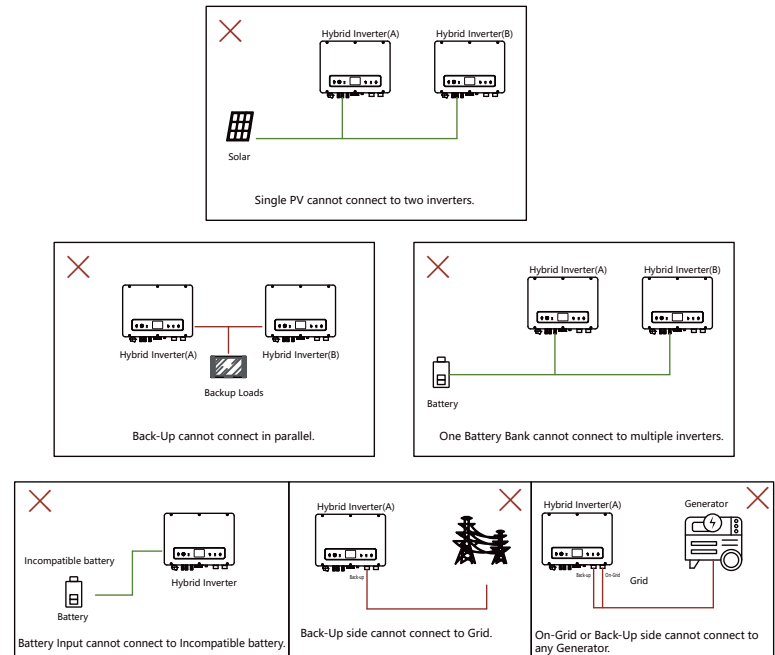 Hybrid Inverter(A)
Hybrid Inverter(B)
Solar
Single PV cannot connect to two inverters.
Hybrid Inverter(A)
Hybrid Inverter(B)
Backup Loads
Back-Up cannot connect in parallel.
Hybrid Inverter(A)
Hybrid Inverter(B)
Battery
One Battery Bank cannot connect to multiple inverters.
Incompatible battery
Hybrid Inverter
Battery
Battery Input cannot connect to Incompatible battery.
Hybrid Inverter(A)
Back-up
Back-Up side cannot connect to Grid.
Hybrid Inverter(A)
Generator
Back-up
On-Grid
Grid
On-Grid or Back-Up side cannot connect to
any Generator.